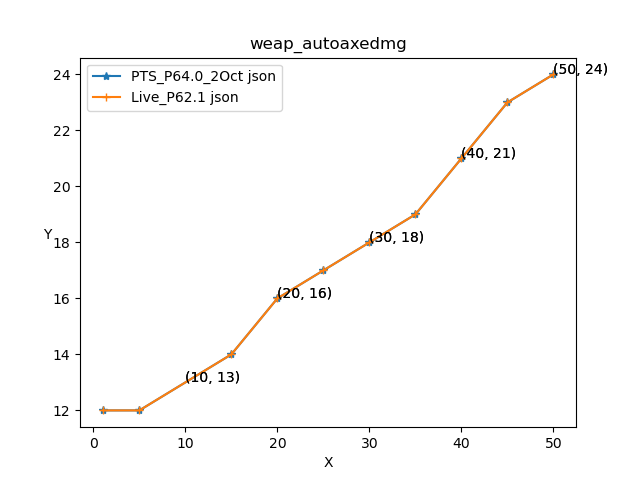 weap_autoaxedmg
PTS_P64.0_2Oct json
Live_P62.1 json
(50, 24)
(40, 21)
(30, 18)
(20, 16)
(10, 13)
24
22
20
18
16
14
12
Y
0 10 20 30 40 50
X